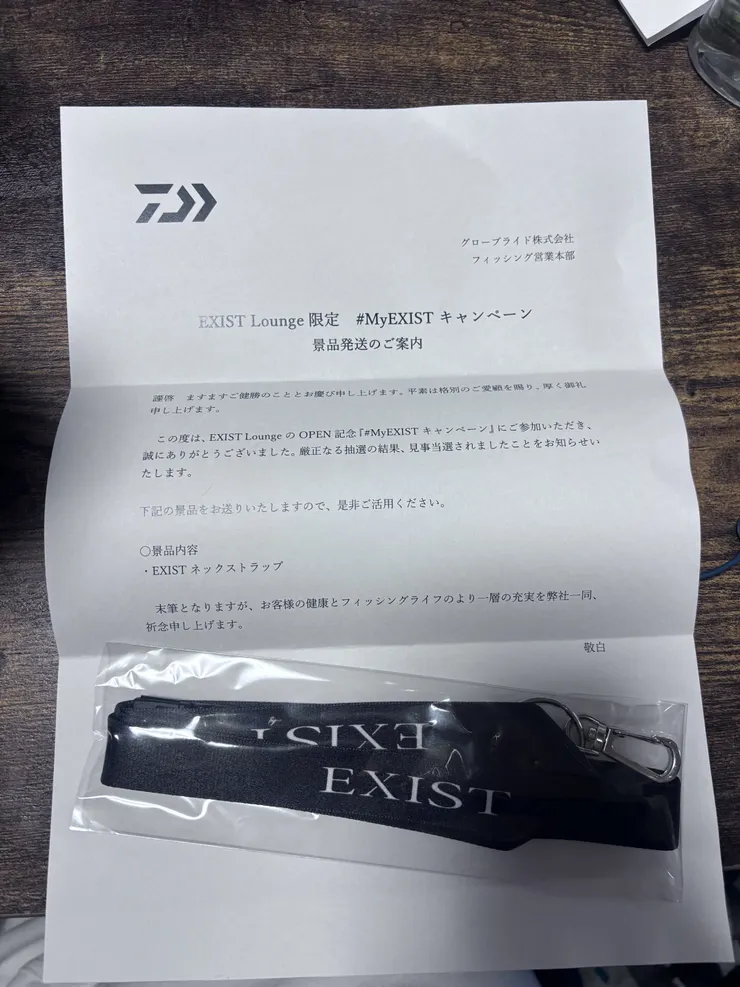 グローブライド株式会社
フィッシング営業本部
EXIST Lounge 限定　#MyEXIST キャンペーン
景品発送のご案内
謹啓　ますますご健勝のこととお慶び申し上げます。平素は格別のご愛顧を賜り、厚く御礼
申し上げます。
この度は、EXIST Lounge の OPEN 記念『#MyEXIST キャンペーン』にご参加いただき、
誠にありがとうございました。厳正なる抽選の結果、見事当選されましたことをお知らせい
たします。
下記の景品をお送りいたしますので、是非ご活用ください。
〇景品内容
・EXIST ネックストラップ
末筆となりますが、お客様の健康とフィッシングライフのより一層の充実を弊社一同、
祈念申し上げます。
敬白
EXIST
EXIST